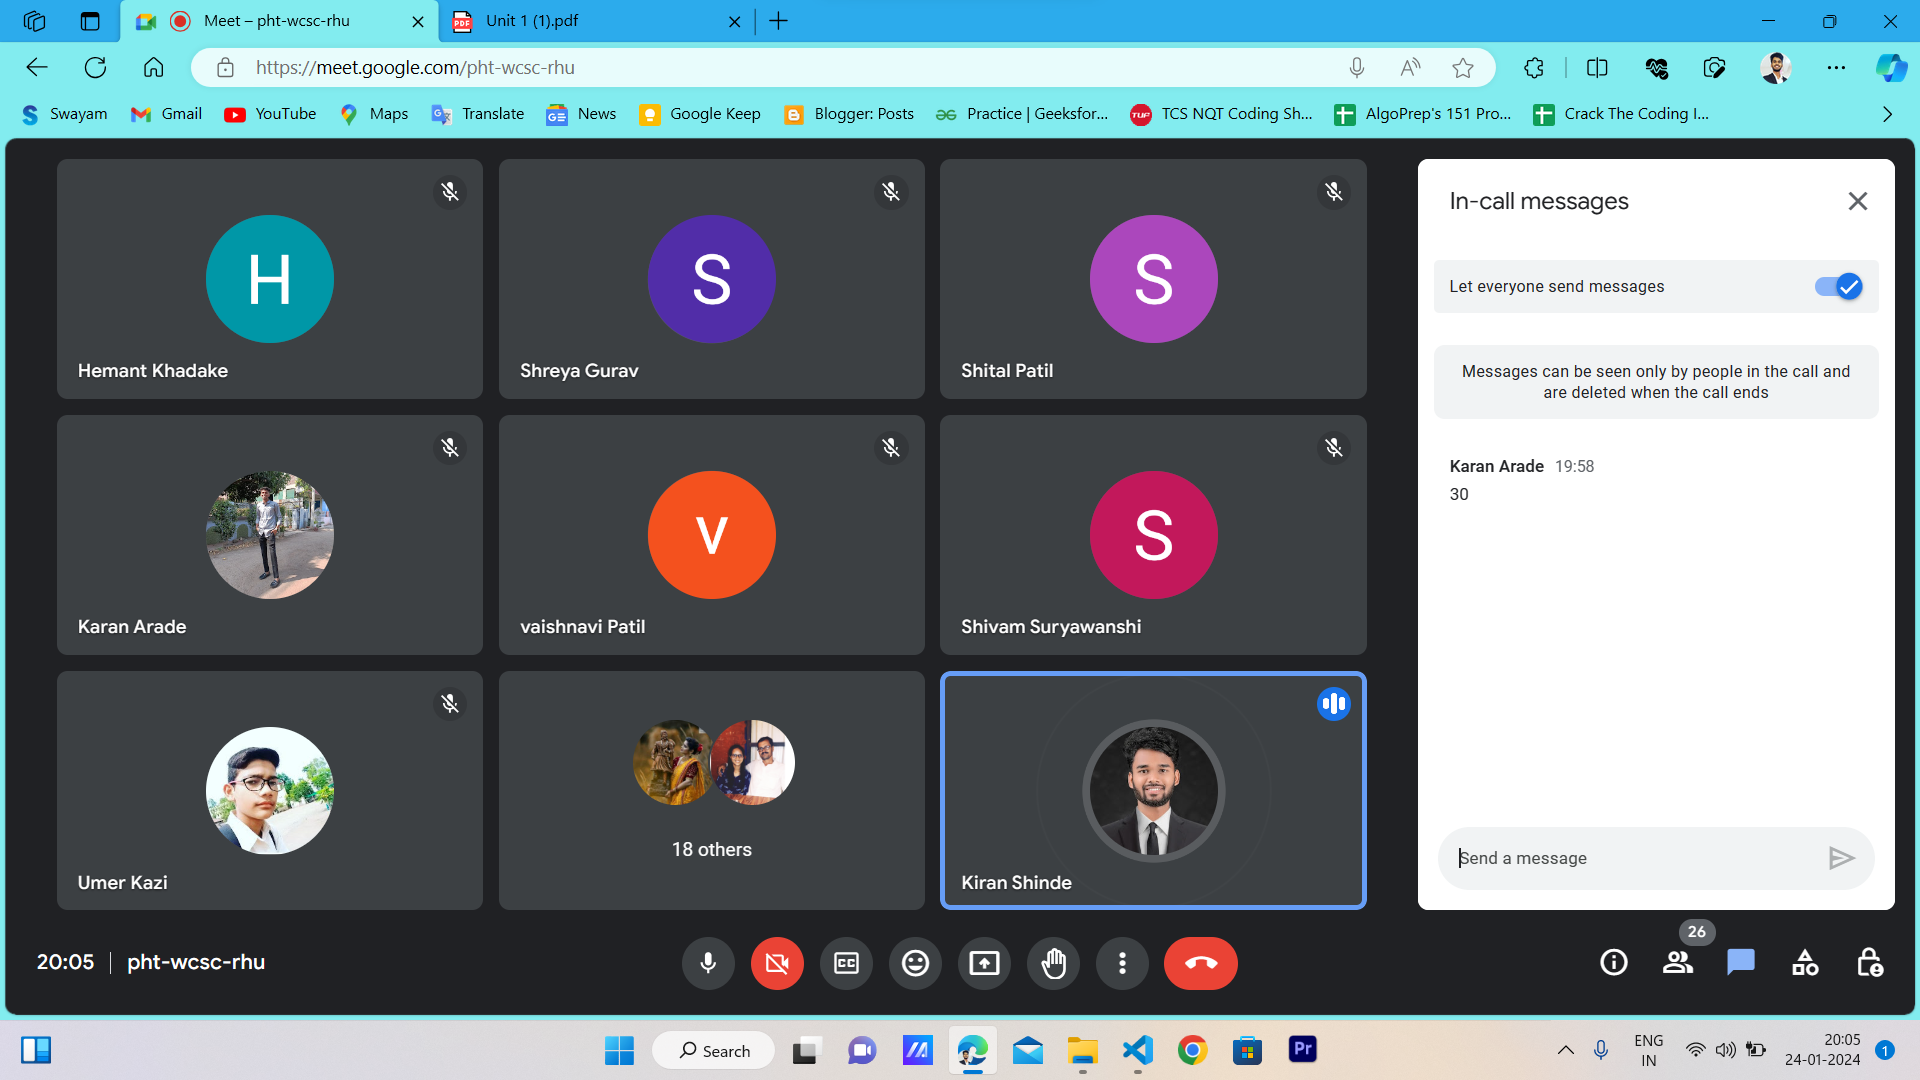 Meet – pht-wcsc-rhu
Unit 1 (1).pdf
https://meet.google.com/pht-wcsc-rhu
Swayam
Gmail
YouTube
Maps
Translate
News
Google Keep
Blogger: Posts
Practice | Geeksfor...
TUF
TCS NQT Coding Sh...
AlgoPrep's 151 Pro...
Crack The Coding I...
H
Hemant Khadake
S
Shreya Gurav
S
Shital Patil
Karan Arade
V
vaishnavi Patil
S
Shivam Suryawanshi
Umer Kazi
18 others
Kiran Shinde
In-call messages
Let everyone send messages
Messages can be seen only by people in the call and
are deleted when the call ends
Karan Arade 19:58
30
Send a message
20:05 | pht-wcsc-rhu
26
Search
Pr
ENG
IN
20:05
24-01-2024
1